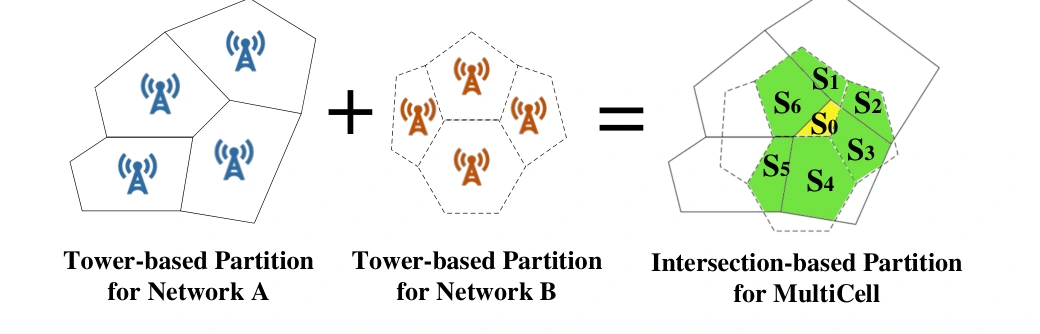 +
=
S1
S2
S6
S0
S3
S5
S4
Tower-based Partition
for Network A
Tower-based Partition
for Network B
Intersection-based Partition
for MultiCell